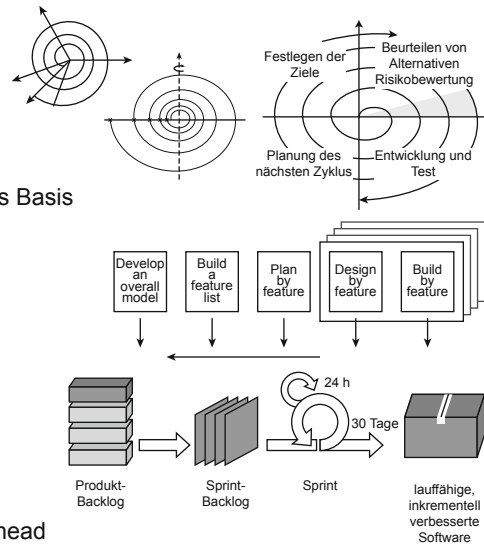 Festlegen der
Ziele
Beurteilen von
Alternativen
Risikobewertung
Planung des
nächsten Zyklus
Entwicklung und
Test
s Basis
Develop
an
overall
model
Build
a
feature
list
Plan
by
feature
Design
by
feature
Build
by
feature
24 h
30 Tage
Produkt-
Backlog
Sprint-
Backlog
Sprint
lauffähige,
inkrementell
verbesserte
Software
head